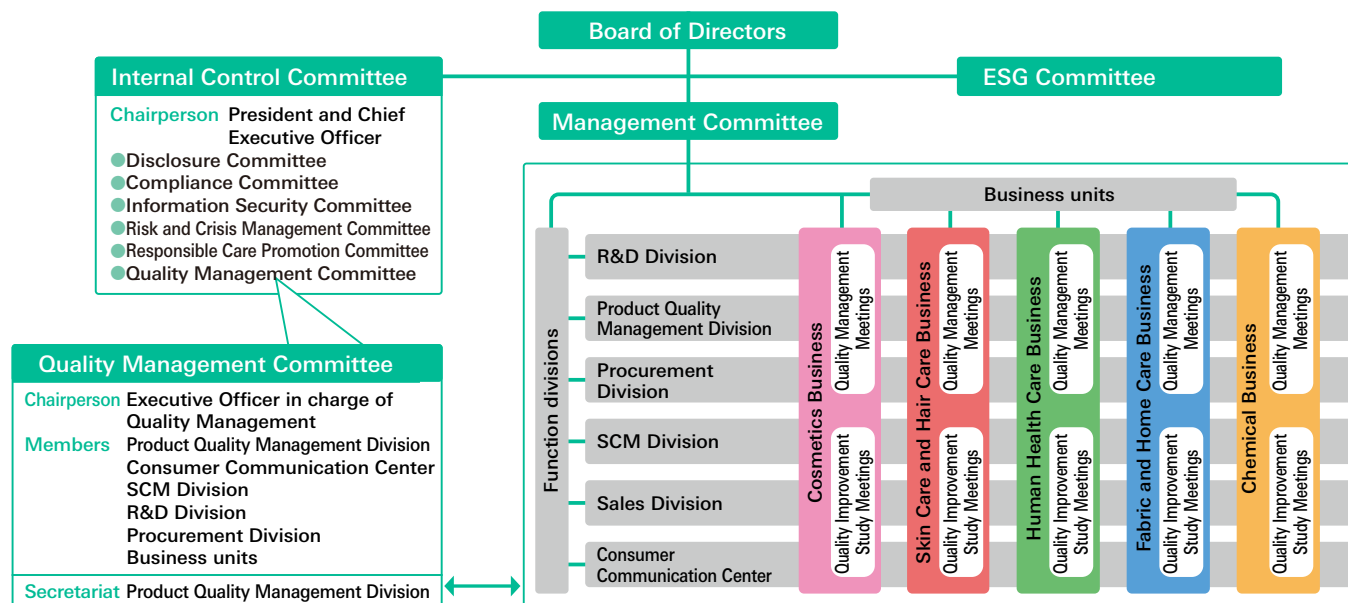 Board of Directors
Internal Control Committee
ESG Committee
Chairperson President and Chief
Executive Officer
Disclosure Committee
Compliance Committee
Information Security Committee
Risk and Crisis Management Committee
Responsible Care Promotion Committee
Quality Management Committee
Management Committee
Quality Management Committee
Chairperson Executive Officer in charge of
Quality Management
Members Product Quality Management Division
Consumer Communication Center
SCM Division
R&D Division
Procurement Division
Business units
Secretariat Product Quality Management Division
Business units
Function divisions
R&D Division
Product Quality
Management Division
Procurement
Division
SCM Division
Sales Division
Consumer
Communication Center
Cosmetics Business
Quality Management
Meetings
Quality Improvement
Study Meetings
Skin Care and Hair Care Business
Quality Management
Meetings
Quality Improvement
Study Meetings
Human Health Care Business
Quality Management
Meetings
Quality Improvement
Study Meetings
Fabric and Home Care Business
Quality Management
Meetings
Quality Improvement
Study Meetings
Chemical Business
Quality Management
Meetings
Quality Improvement
Study Meetings